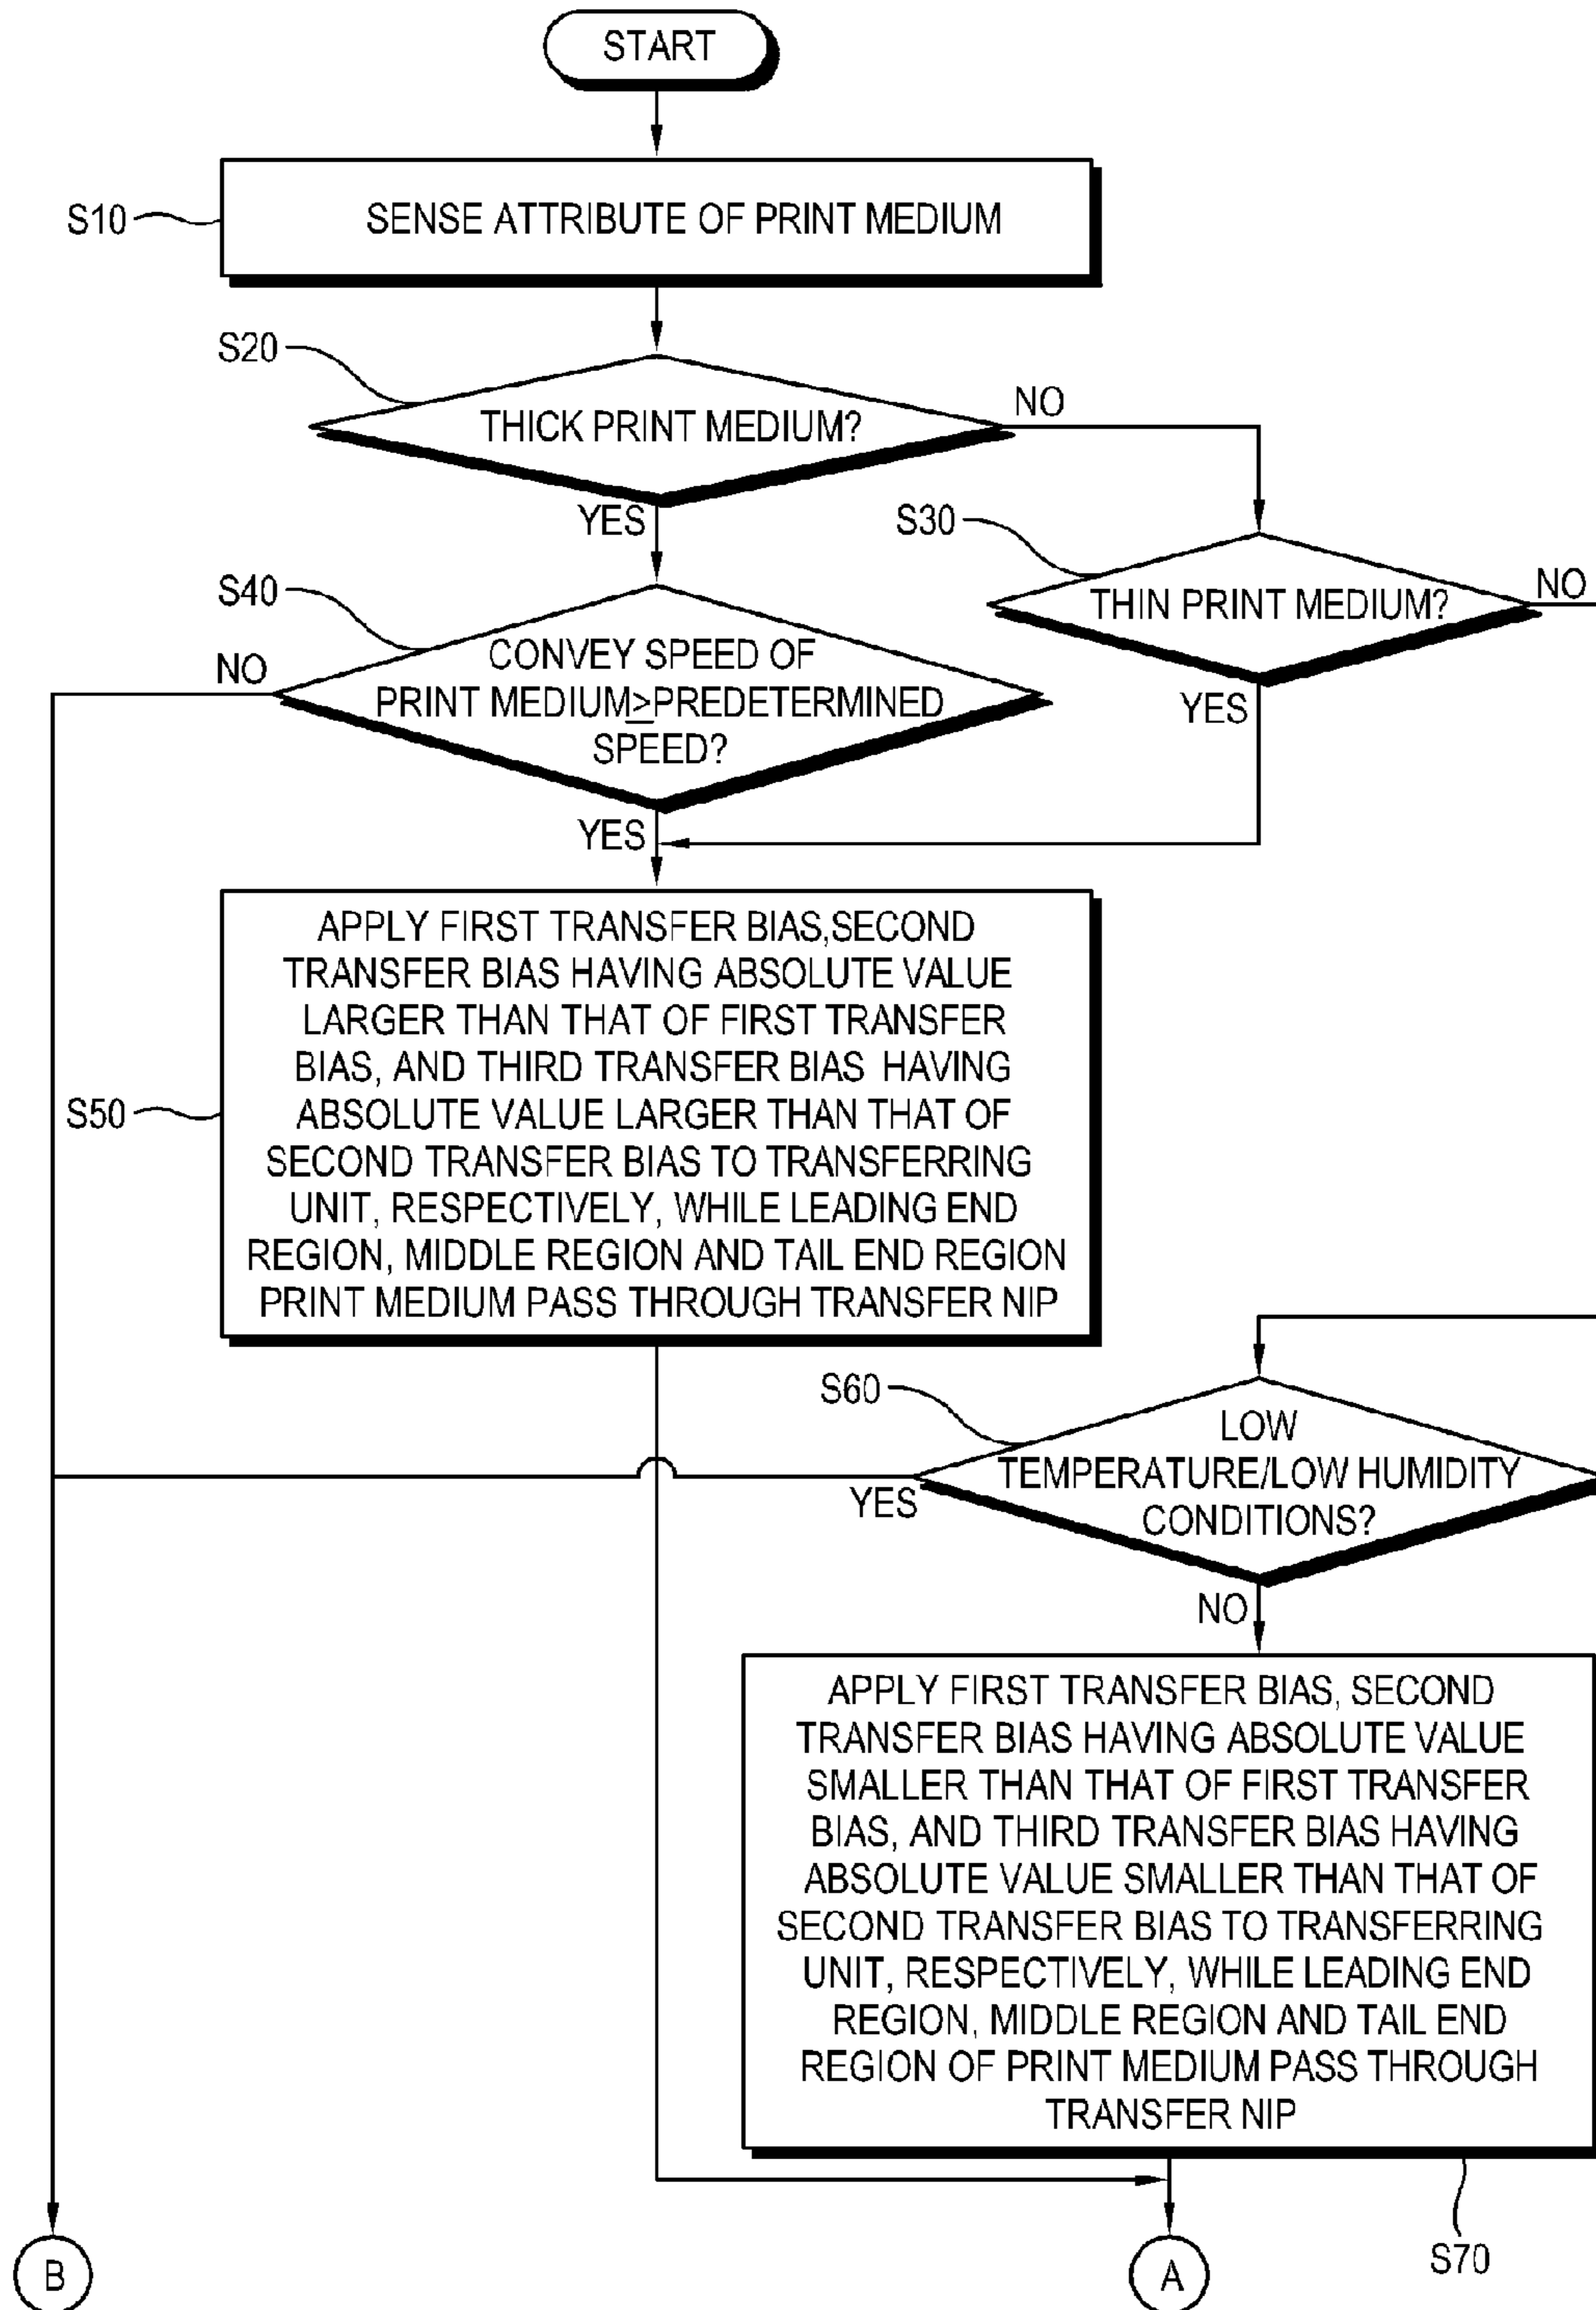 START
S10
SENSE ATTRIBUTE OF PRINT MEDIUM
S20
THICK PRINT MEDIUM?
NO
YES
S30
THIN PRINT MEDIUM?
NO
YES
S40
CONVEY SPEED OF
PRINT MEDIUM≥PREDETERMINED
SPEED?
NO
YES
S50
APPLY FIRST TRANSFER BIAS,SECOND
TRANSFER BIAS HAVING ABSOLUTE VALUE
LARGER THAN THAT OF FIRST TRANSFER
BIAS, AND THIRD TRANSFER BIAS HAVING
ABSOLUTE VALUE LARGER THAN THAT OF
SECOND TRANSFER BIAS TO TRANSFERRING
UNIT, RESPECTIVELY, WHILE LEADING END
REGION, MIDDLE REGION AND TAIL END REGION
PRINT MEDIUM PASS THROUGH TRANSFER NIP
S60
LOW
TEMPERATURE/LOW HUMIDITY
CONDITIONS?
YES
NO
APPLY FIRST TRANSFER BIAS, SECOND
TRANSFER BIAS HAVING ABSOLUTE VALUE
SMALLER THAN THAT OF FIRST TRANSFER
BIAS, AND THIRD TRANSFER BIAS HAVING
ABSOLUTE VALUE SMALLER THAN THAT OF
SECOND TRANSFER BIAS TO TRANSFERRING
UNIT, RESPECTIVELY, WHILE LEADING END
REGION, MIDDLE REGION AND TAIL END
REGION OF PRINT MEDIUM PASS THROUGH
TRANSFER NIP
S70
B
A